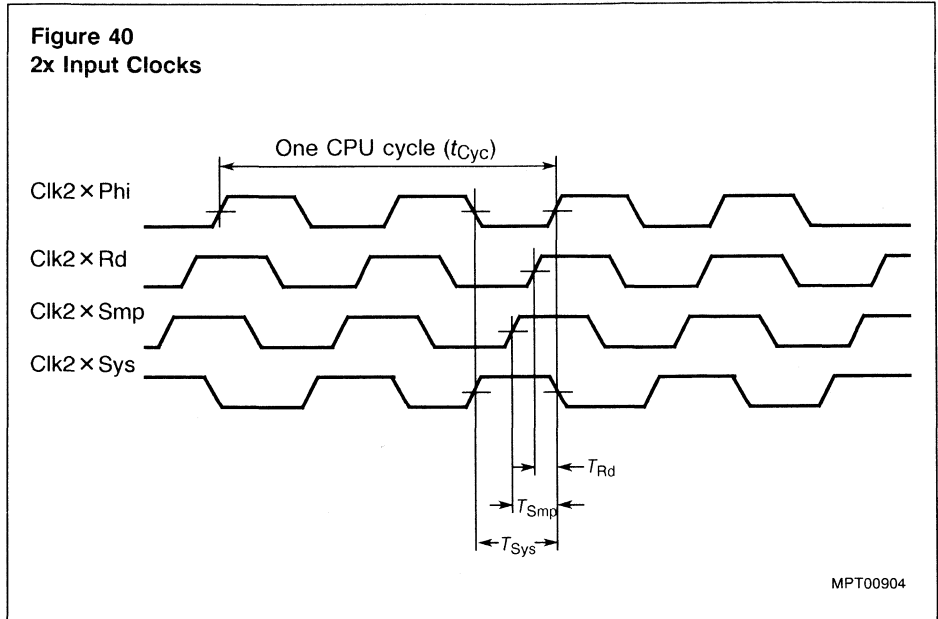 Figure 40
2x Input Clocks
One CPU cycle (tCyc)
Clk2×Phi
Clk2×Rd
Clk2×Smp
Clk2×Sys
TRd
TSmp
TSys
MPT00904